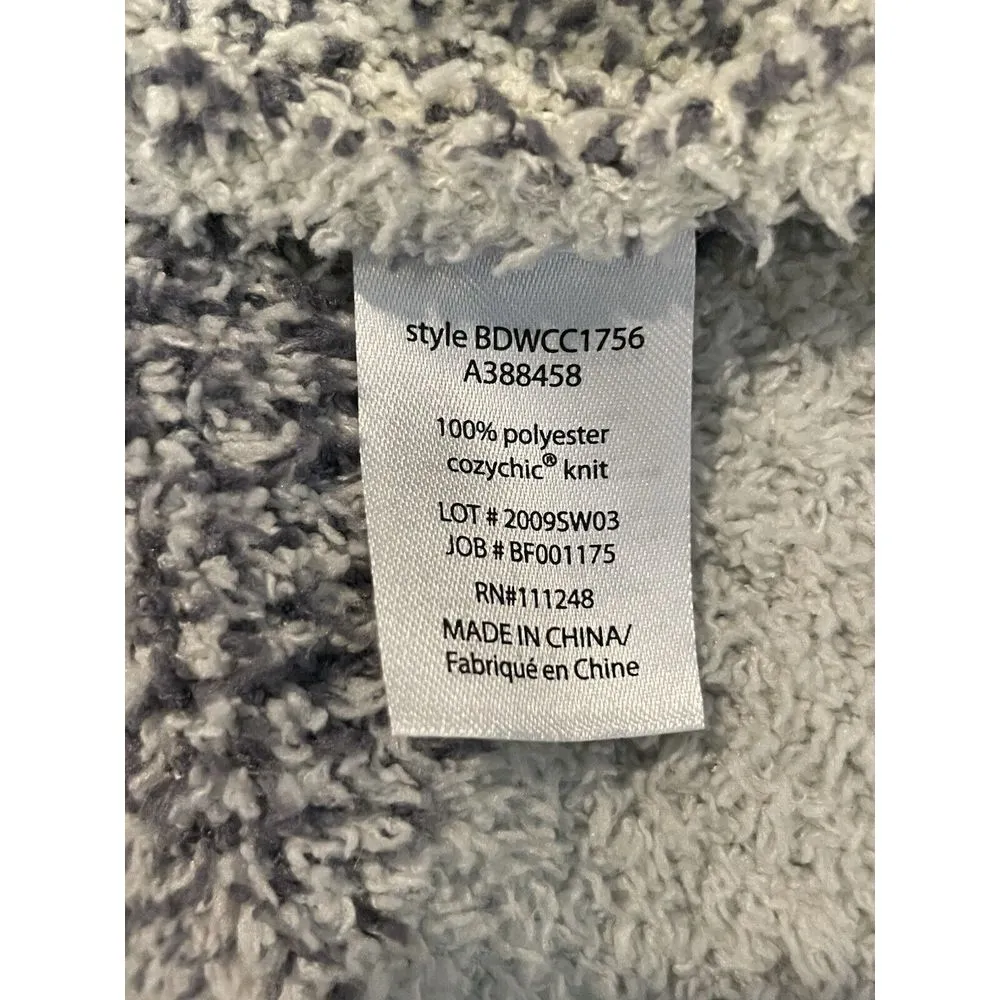 style BDWCC1756
A388458
100% polyester
cozychic® knit
LOT # 2009SW03
JOB # BF001175
RN#111248
MADE IN CHINA/
Fabriqué en Chine